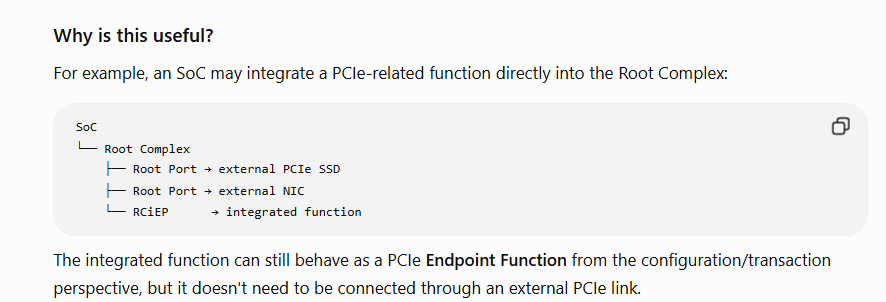 Why is this useful?
For example, an SoC may integrate a PCIe-related function directly into the Root Complex:
SoC
└── Root Complex
    ├── Root Port → external PCIe SSD
    ├── Root Port → external NIC
    └── RCiEP      → integrated function
The integrated function can still behave as a PCIe Endpoint Function from the configuration/transaction
perspective, but it doesn't need to be connected through an external PCIe link.